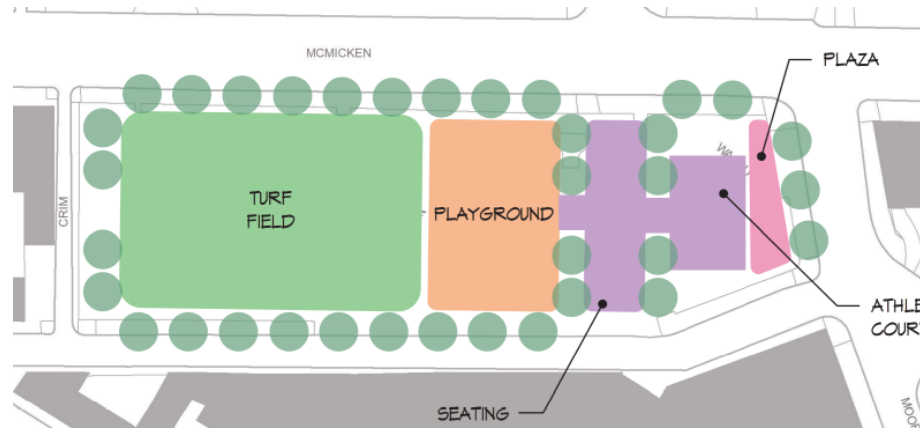 MCMICKEN
PLAZA
CRIM
TURF
FIELD
PLAYGROUND
SEATING